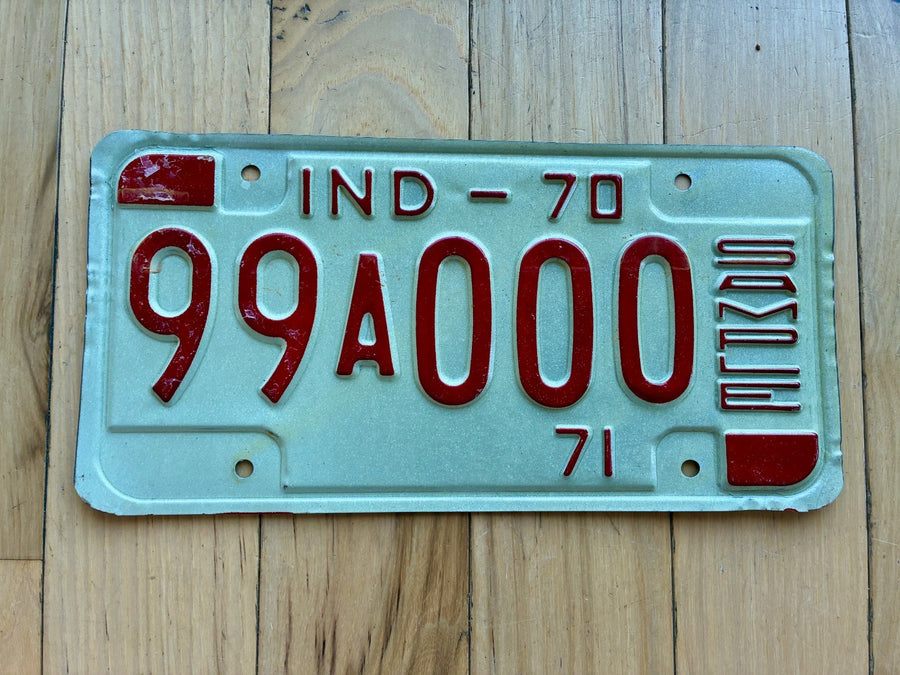 IND - 70
99A000
SAMPLE
71